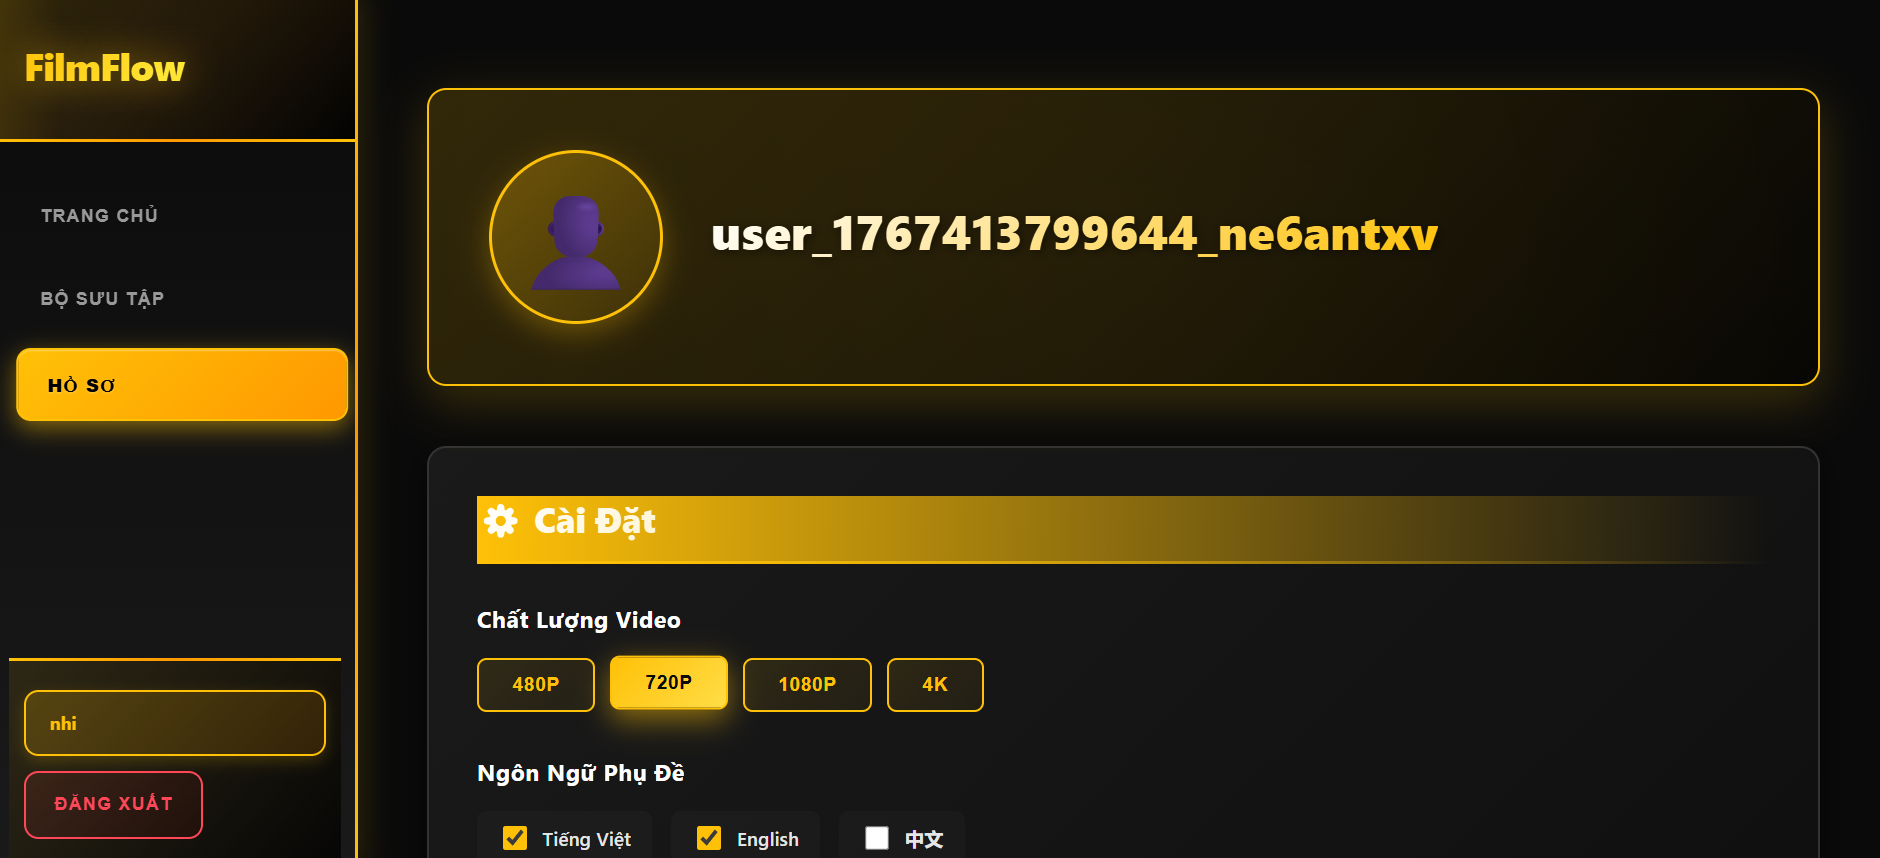 FilmFlow
TRANG CHỦ
BỘ SƯU TẬP
HỒ SƠ
nhi
ĐĂNG XUẤT
user_1767413799644_ne6antxv
Cài Đặt
Chất Lượng Video
480P 720P 1080P 4K
Ngôn Ngữ Phụ Đề
Tiếng Việt English 中文